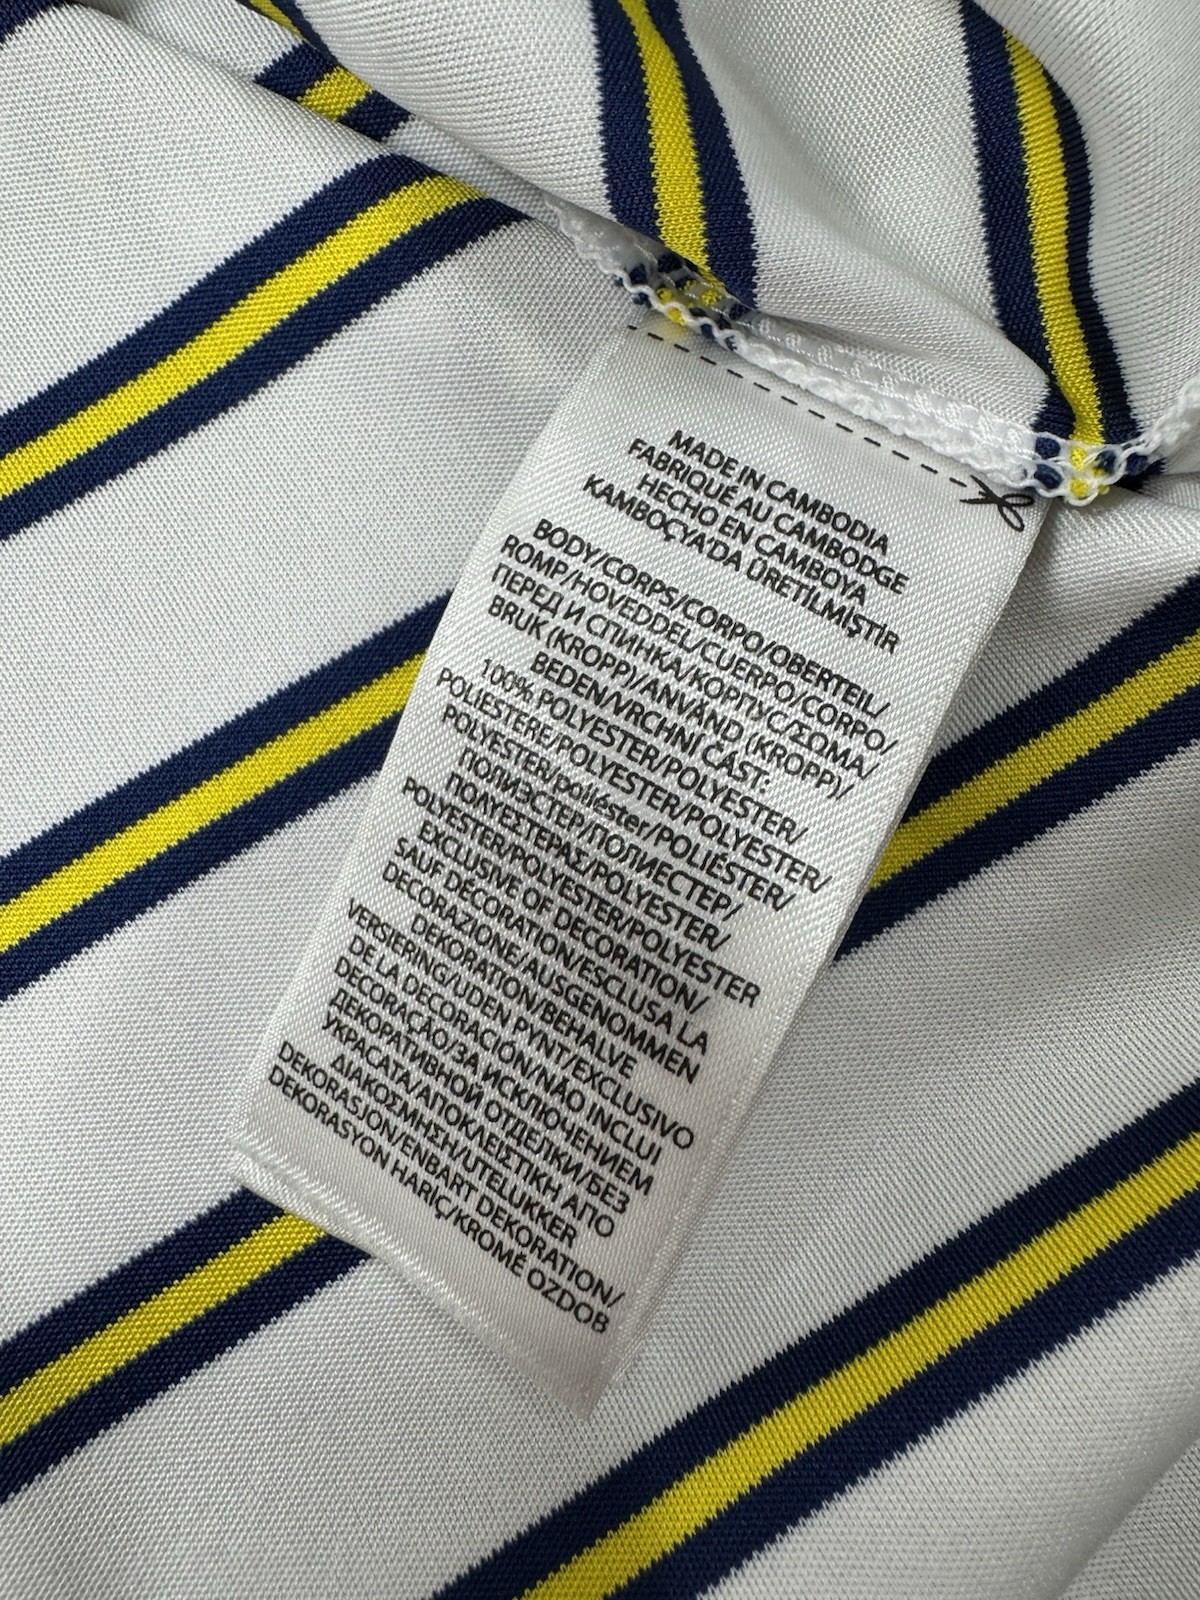 MADE IN CAMBODIA
FABRIQUÉ AU CAMBODGE
HECHO EN CAMBOYA
KAMBOÇYA'DA ÜRETİLMİŞTİR
BODY/CORPS/CORPO/OBERTEIL/
ROMP/HOVEDDEL/CUERPO/CORPO/
ПЕРЕД И СПИНКА/КОРПУС/ΣΩΜΑ/
BRUK (KROPP)/ANVÄND (KROPP)/
BEDEN/VRCHNÍ ČÁST:
100% POLYESTER/POLYESTER/
POLIESTERE/POLYESTER/POLYESTER/
POLYESTER/poliéster/POLIÉSTER/
ПОЛИЭСТЕР/ПОЛИЕСТЕР/
ΠΟΛΥΕΣΤΕΡΑΣ/POLYESTER/
POLYESTER/POLYESTER/POLYESTER
EXCLUSIVE OF DECORATION/
SAUF DÉCORATION/ESCLUSA LA
DECORAZIONE/AUSGENOMMEN
DEKORATION/BEHALVE
VERSIERING/UDEN PYNT/EXCLUSIVO
DE LA DECORACIÓN/NÃO INCLUI
DECORAÇÃO/ЗА ИСКЛЮЧЕНИЕМ
ДЕКОРАТИВНОЙ ОТДЕЛКИ/БЕЗ
УКРАСАТА/ΑΠΟΚΛΕΙΣΤΙΚΗ ΑΠΟ
ΔΙΑΚΟΣΜΗΣΗ/UTELUKKER
DEKORASJON/ENBART DEKORATION/
DEKORASYON HARİÇ/KROMĚ OZDOB